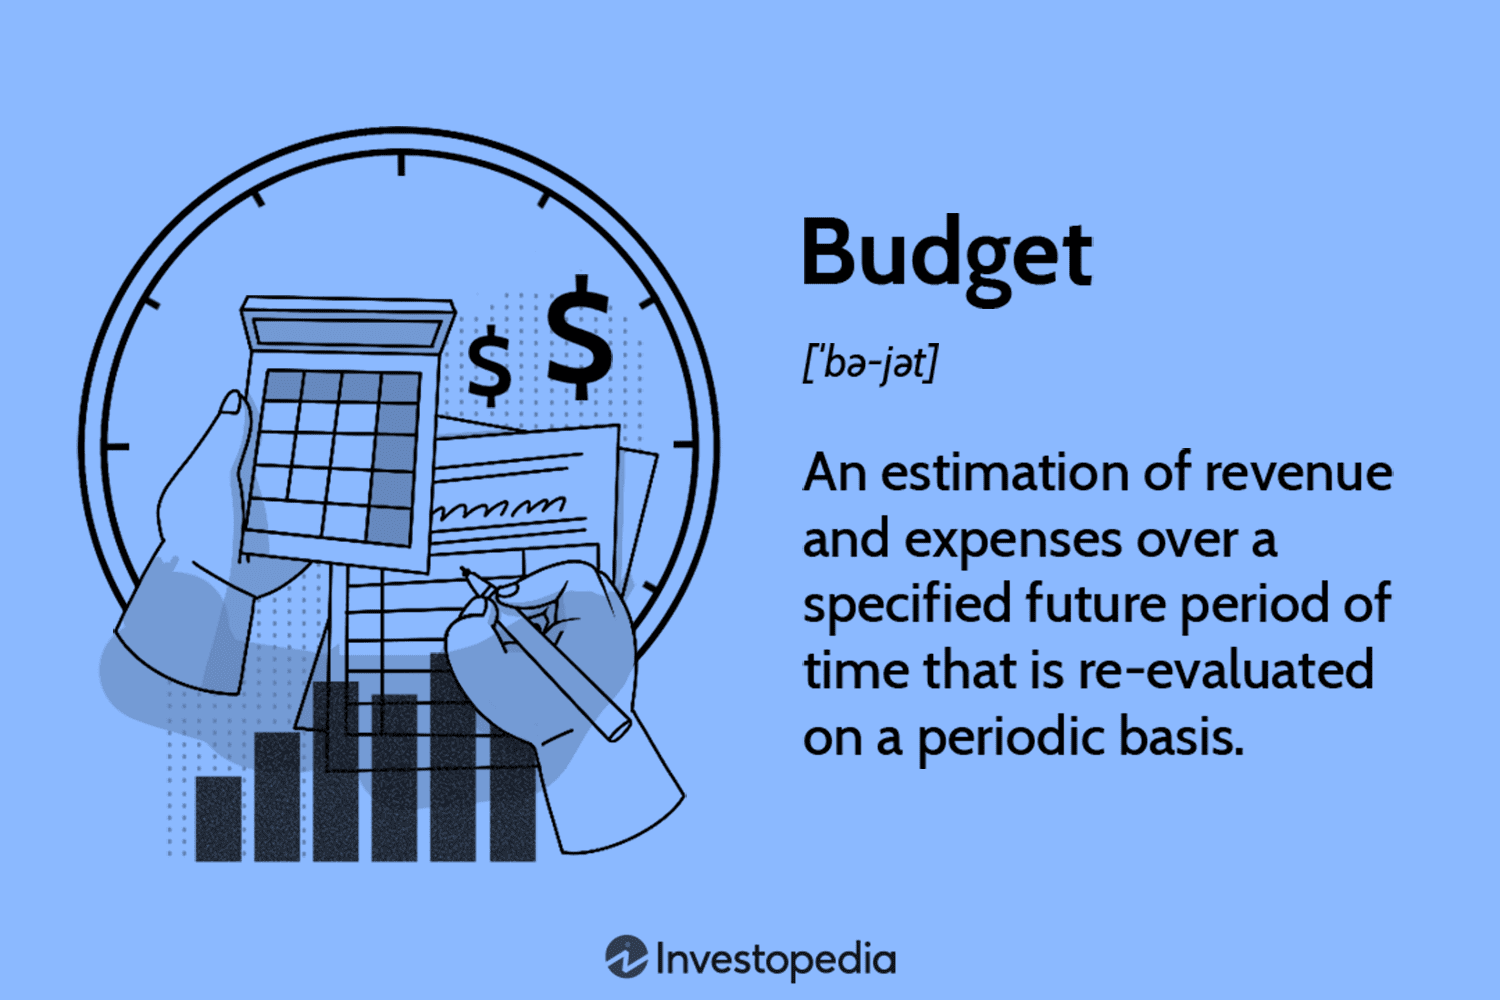 $ $
Budget
['bə-jət]
An estimation of revenue
and expenses over a
specified future period of
time that is re-evaluated
on a periodic basis.
Investopedia